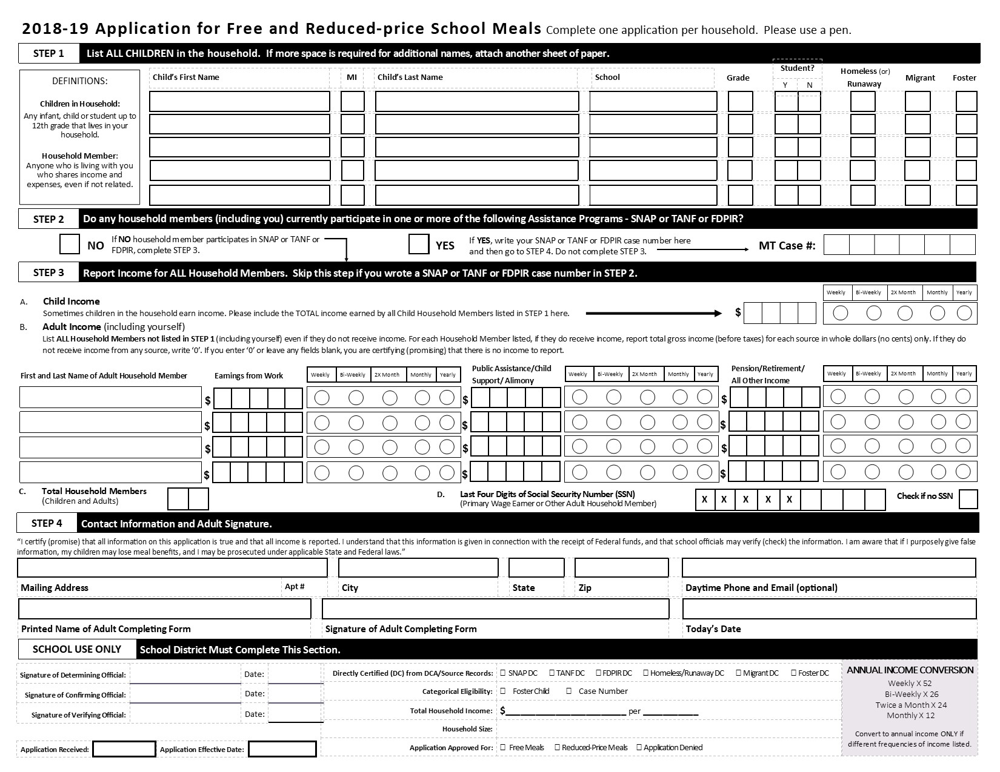 2018-19 Application for Free and Reduced-price School Meals Complete one application per household. Please use a pen.
STEP 1 List ALL CHILDREN in the household. If more space is required for additional names, attach another sheet of paper.
DEFINITIONS:
Children in Household:
Any infant, child or student up to
12th grade that lives in your
household.
Household Member:
Anyone who is living with you
who shares income and
expenses, even if not related.
Child's First Name MI Child's Last Name School Grade Student? Homeless (or) Migrant Foster
Y N Runaway
STEP 2 Do any household members (including you) currently participate in one or more of the following Assistance Programs - SNAP or TANF or FDPIR?
NO If NO household member participates in SNAP or TANF or
FDPIR, complete STEP 3.
YES If YES, write your SNAP or TANF or FDPIR case number here
and then go to STEP 4. Do not complete STEP 3.
MT Case #:
STEP 3 Report Income for ALL Household Members. Skip this step if you wrote a SNAP or TANF or FDPIR case number in STEP 2.
Weekly Bi-Weekly 2X Month Monthly Yearly
A. Child Income
Sometimes children in the household earn income. Please include the TOTAL income earned by all Child Household Members listed in STEP 1 here. $
B. Adult Income (including yourself)
List ALL Household Members not listed in STEP 1 (including yourself) even if they do not receive income. For each Household Member listed, if they do receive income, report total gross income (before taxes) for each source in whole dollars (no cents) only. If they do
not receive income from any source, write ‘0’. If you enter ‘0’ or leave any fields blank, you are certifying (promising) that there is no income to report.
First and Last Name of Adult Household Member Earnings from Work Weekly Bi-Weekly 2X Month Monthly Yearly Public Assistance/Child Weekly Bi-Weekly 2X Month Monthly Yearly Pension/Retirement/ Weekly Bi-Weekly 2X Month Monthly Yearly
Support/ Alimony All Other Income
$ $ $
$ $ $
$ $ $
$ $ $
C. Total Household Members
(Children and Adults)
D. Last Four Digits of Social Security Number (SSN)
(Primary Wage Earner or Other Adult Household Member)
X X X X X Check if no SSN
STEP 4 Contact Information and Adult Signature.
“I certify (promise) that all information on this application is true and that all income is reported. I understand that this information is given in connection with the receipt of Federal funds, and that school officials may verify (check) the information. I am aware that if I purposely give false
information, my children may lose meal benefits, and I may be prosecuted under applicable State and Federal laws.”
Mailing Address Apt # City State Zip Daytime Phone and Email (optional)
Printed Name of Adult Completing Form Signature of Adult Completing Form Today's Date
SCHOOL USE ONLY School District Must Complete This Section.
Signature of Determining Official: Date:
Signature of Confirming Official: Date:
Signature of Verifying Official: Date:
Application Received: Application Effective Date:
Directly Certified (DC) from DCA/Source Records: ☐ SNAP DC ☐ TANF DC ☐ FDPIR DC ☐ Homeless/Runaway DC ☐ Migrant DC ☐ Foster DC
Categorical Eligibility: ☐ Foster Child ☐ Case Number
Total Household Income: $ per
Household Size:
Application Approved For: ☐ Free Meals ☐ Reduced-Price Meals ☐ Application Denied
ANNUAL INCOME CONVERSION
Weekly X 52
Bi-Weekly X 26
Twice a Month X 24
Monthly X 12
Convert to annual income ONLY if
different frequencies of income listed.